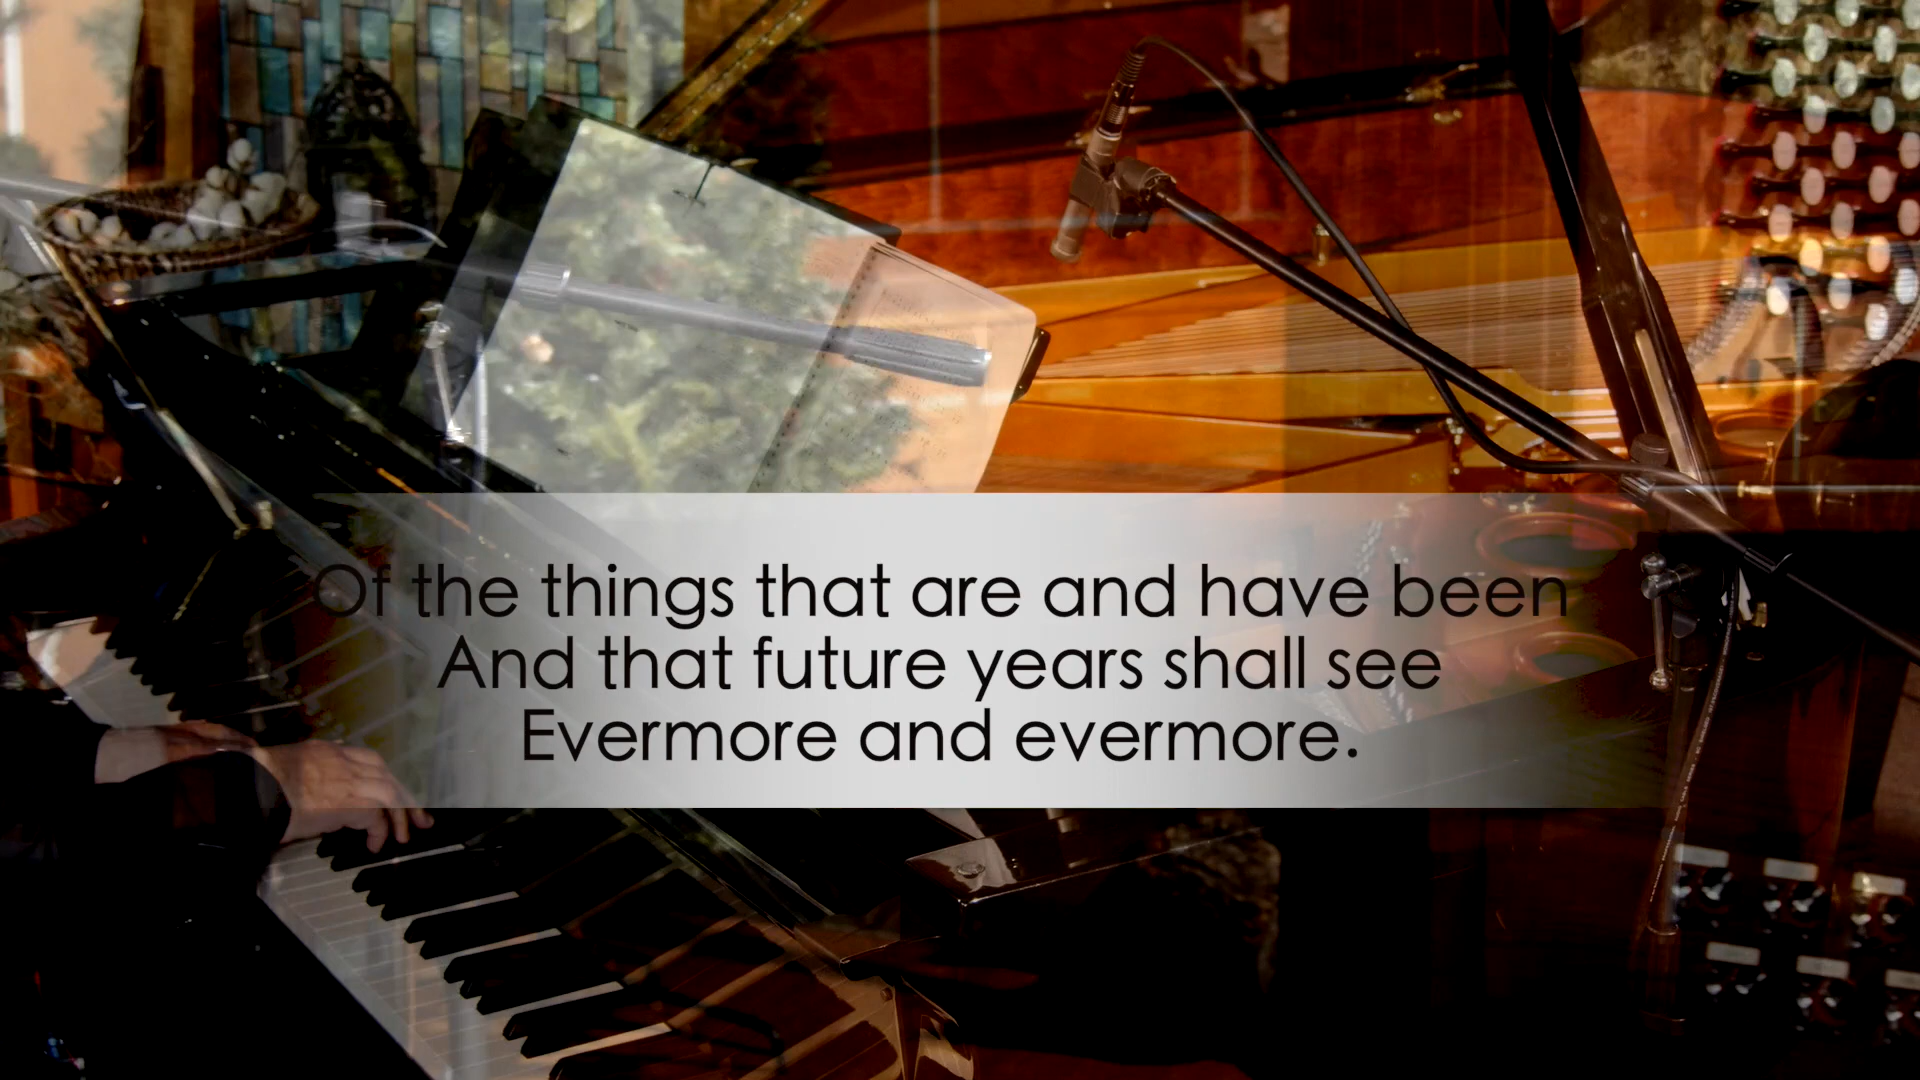 Of the things that are and have been
And that future years shall see
Evermore and evermore.